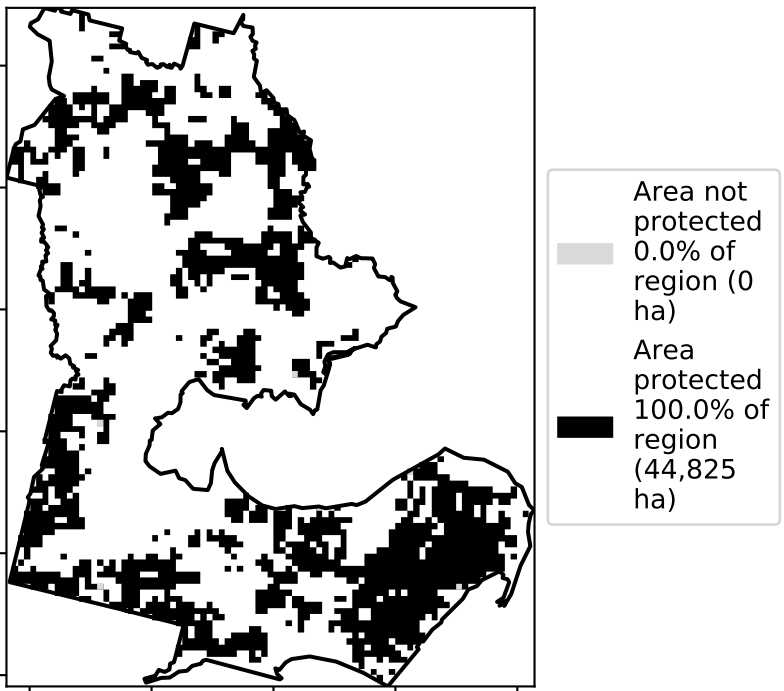 Area not
protected
0.0% of
region (0
ha)
Area
protected
100.0% of
region
(44,825
ha)